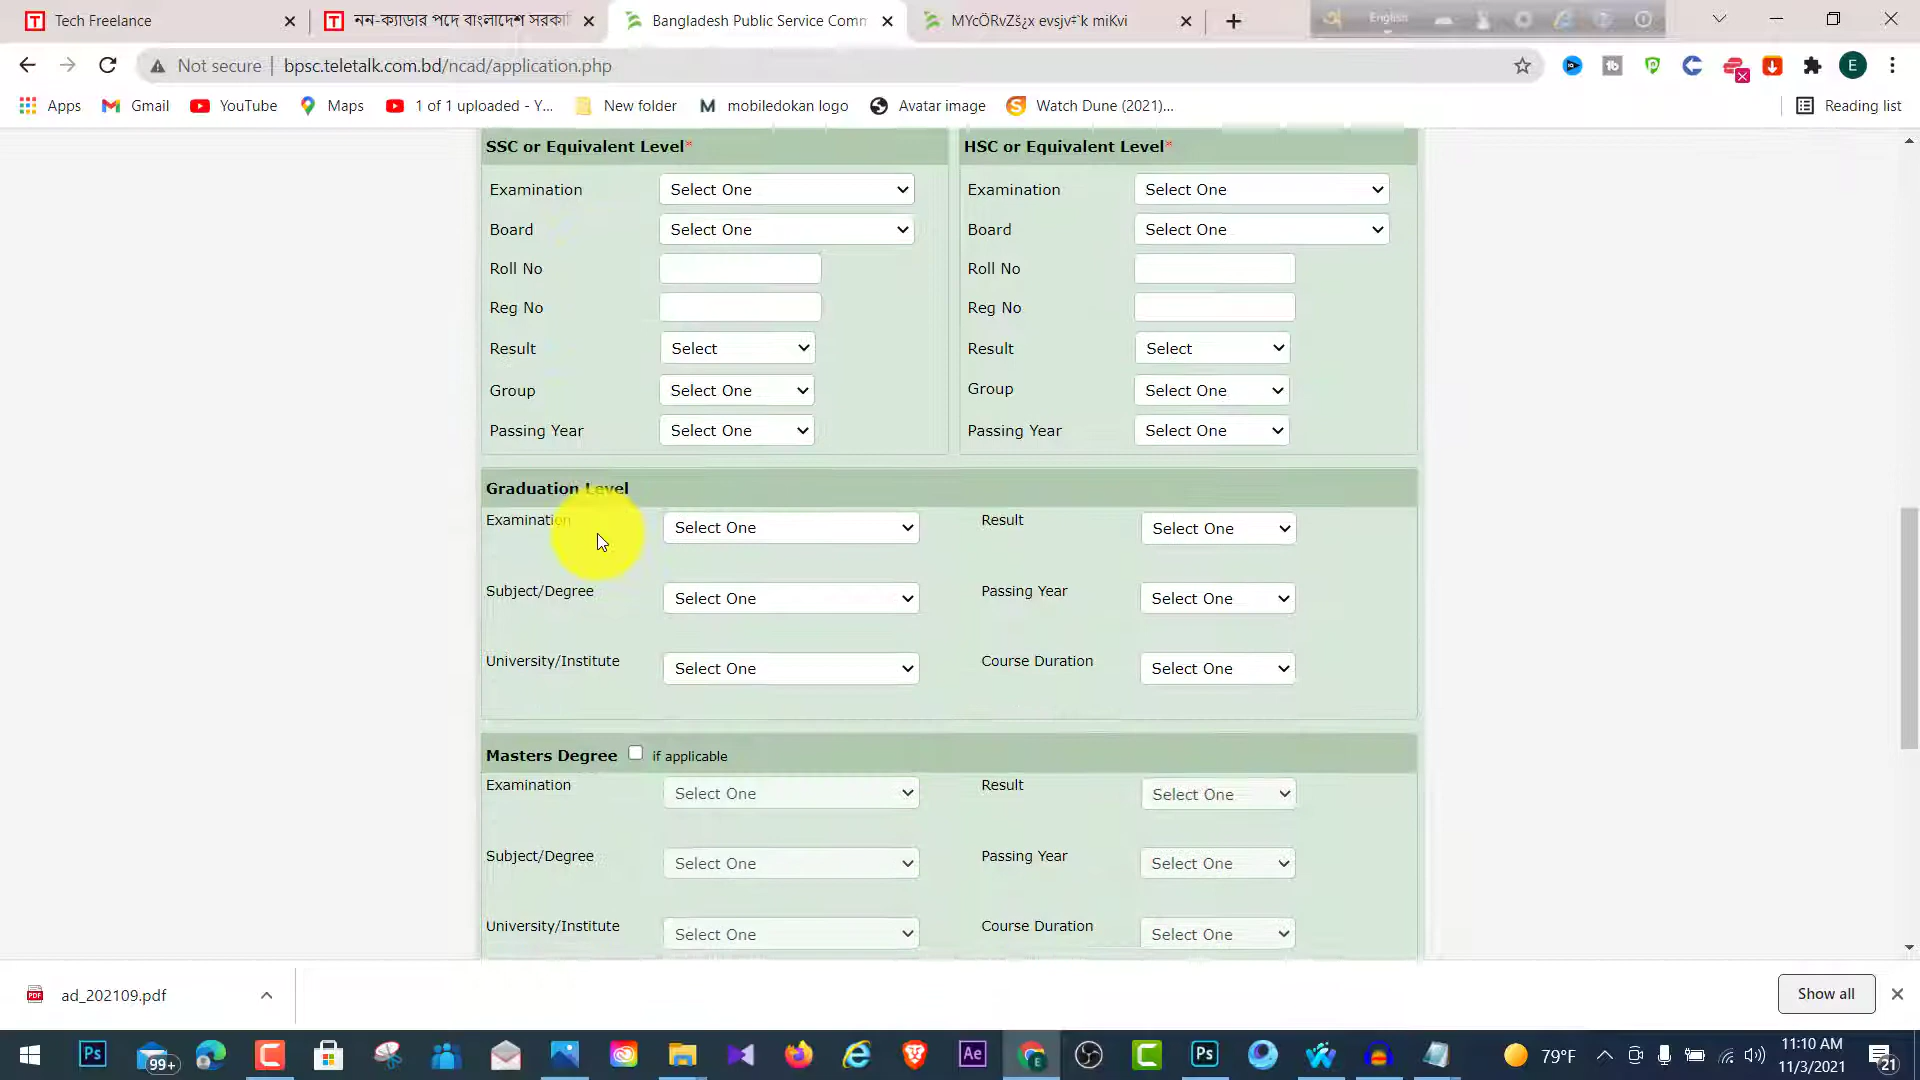 Tech Freelance
নন-ক্যাডার পদে বাংলাদেশ সরকারি
Bangladesh Public Service Comm
MYcÖRvZš¿x evsjv‡`k miKvi
English
Not secure | bpsc.teletalk.com.bd/ncad/application.php
Apps
Gmail
YouTube
Maps
1 of 1 uploaded - Y...
New folder
mobiledokan logo
Avatar image
Watch Dune (2021)...
Reading list
SSC or Equivalent Level*
HSC or Equivalent Level*
Examination Select One
Examination Select One
Board Select One
Board Select One
Roll No
Roll No
Reg No
Reg No
Result Select
Result Select
Group Select One
Group Select One
Passing Year Select One
Passing Year Select One
Graduation Level
Examination Select One Result Select One
Subject/Degree Select One Passing Year Select One
University/Institute Select One Course Duration Select One
Masters Degree if applicable
Examination Select One Result Select One
Subject/Degree Select One Passing Year Select One
University/Institute Select One Course Duration Select One
ad_202109.pdf
Show all
99+
79°F
11:10 AM
11/3/2021
21